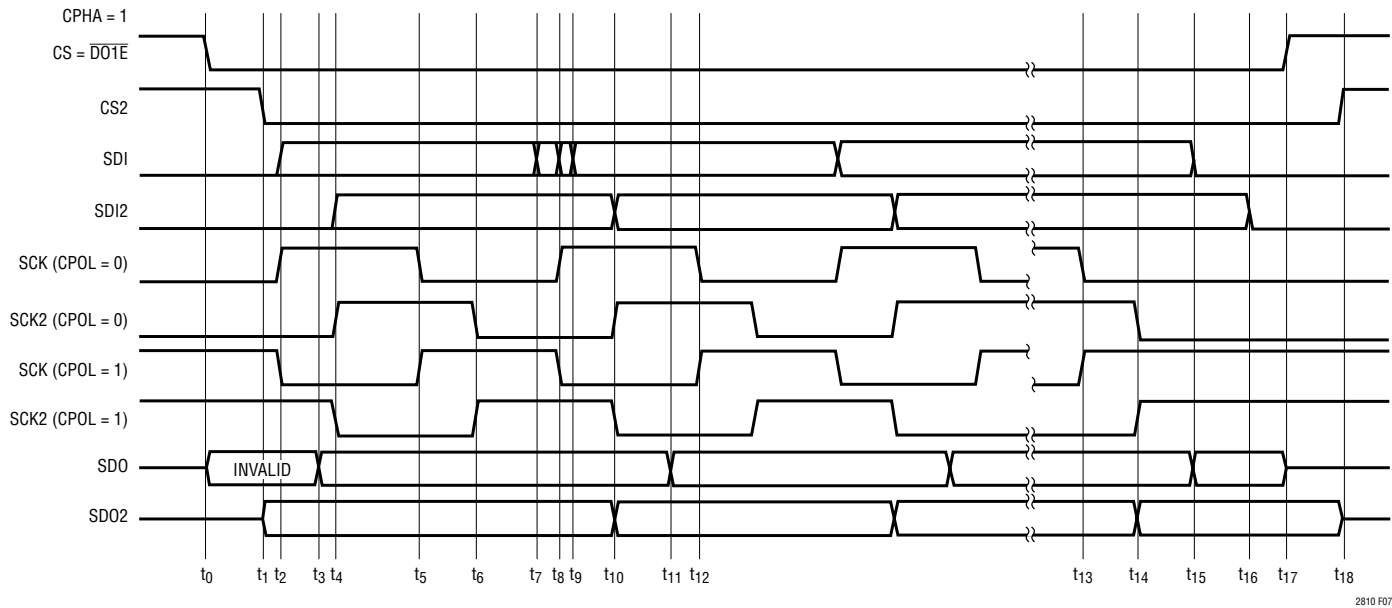 CPHA = 1
CS = DO1E
CS2
SDI
SDI2
SCK (CPOL = 0)
SCK2 (CPOL = 0)
SCK (CPOL = 1)
SCK2 (CPOL = 1)
SDO
INVALID
SDO2
t0 t1 t2 t3 t4 t5 t6 t7 t8 t9 t10 t11 t12 t13 t14 t15 t16 t17 t18
2810 F07